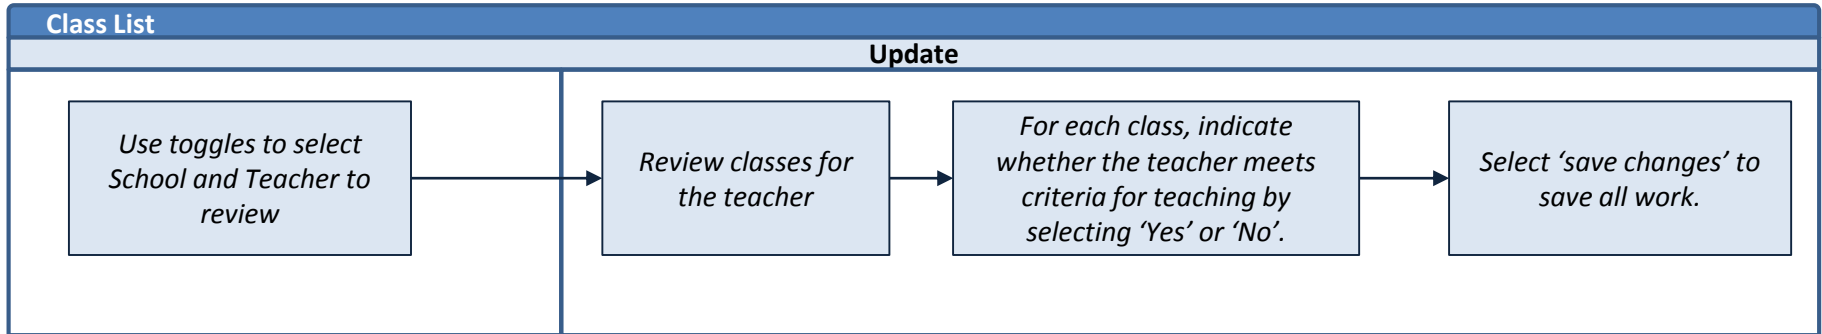 Class List
Update
Use toggles to select
School and Teacher to
review
Review classes for
the teacher
For each class, indicate
whether the teacher meets
criteria for teaching by
selecting ‘Yes’ or ‘No’.
Select ‘save changes’ to
save all work.